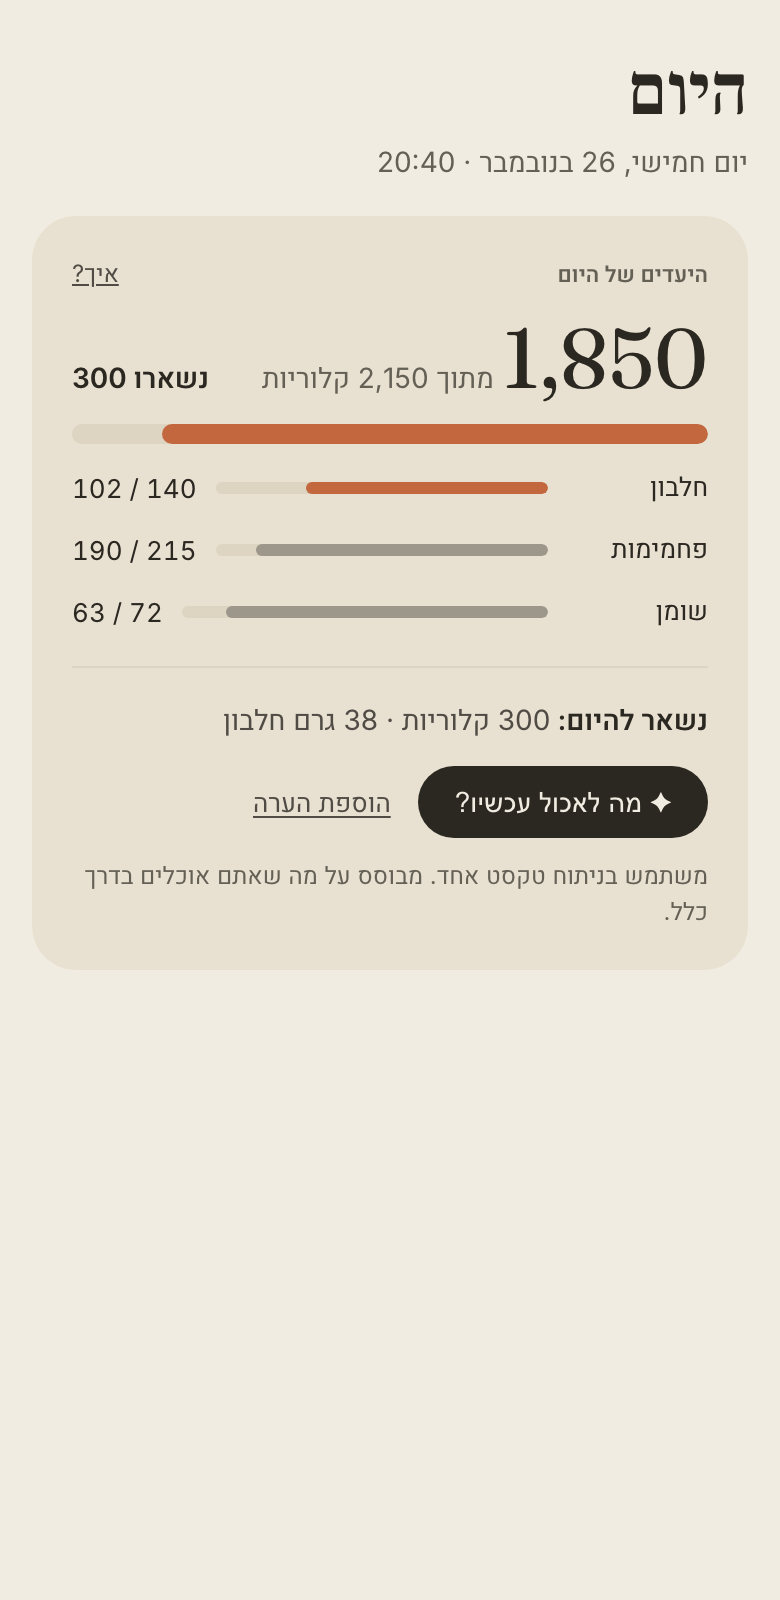 היום
יום חמישי, 26 בנובמבר · 20:40
היעדים של היום
איך?
1,850 מתוך 2,150 קלוריות
נשארו 300
חלבון
102 / 140
פחמימות
190 / 215
שומן
63 / 72
נשאר להיום: 300 קלוריות · 38 גרם חלבון
✦ מה לאכול עכשיו?
הוספת הערה
משתמש בניתוח טקסט אחד. מבוסס על מה שאתם אוכלים בדרך
כלל.